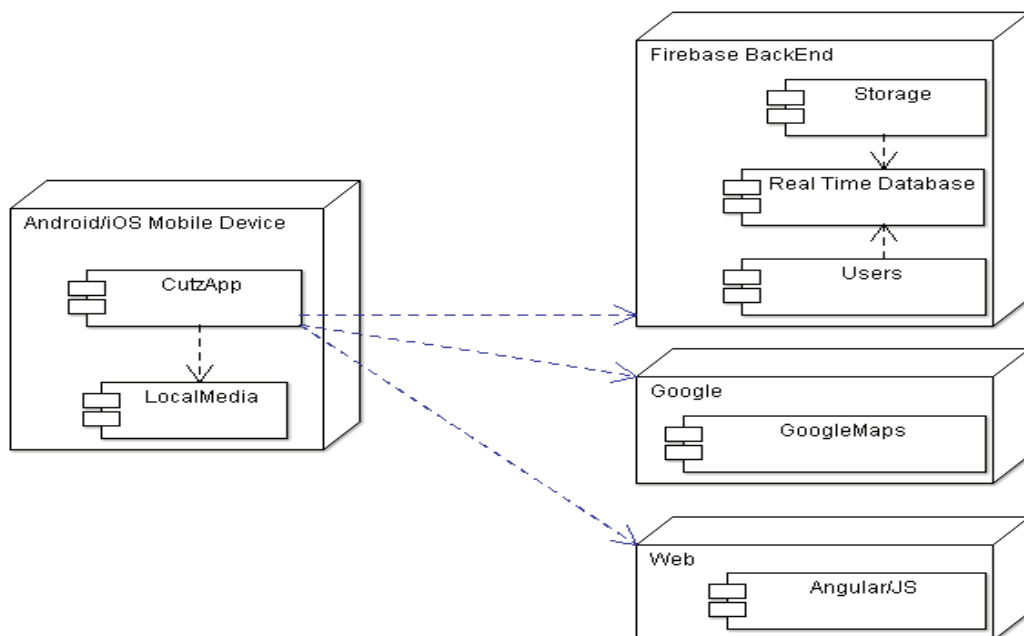 Android/iOS Mobile Device
CutzApp
LocalMedia
Firebase BackEnd
Storage
Real Time Database
Users
Google
GoogleMaps
Web
Angular/JS